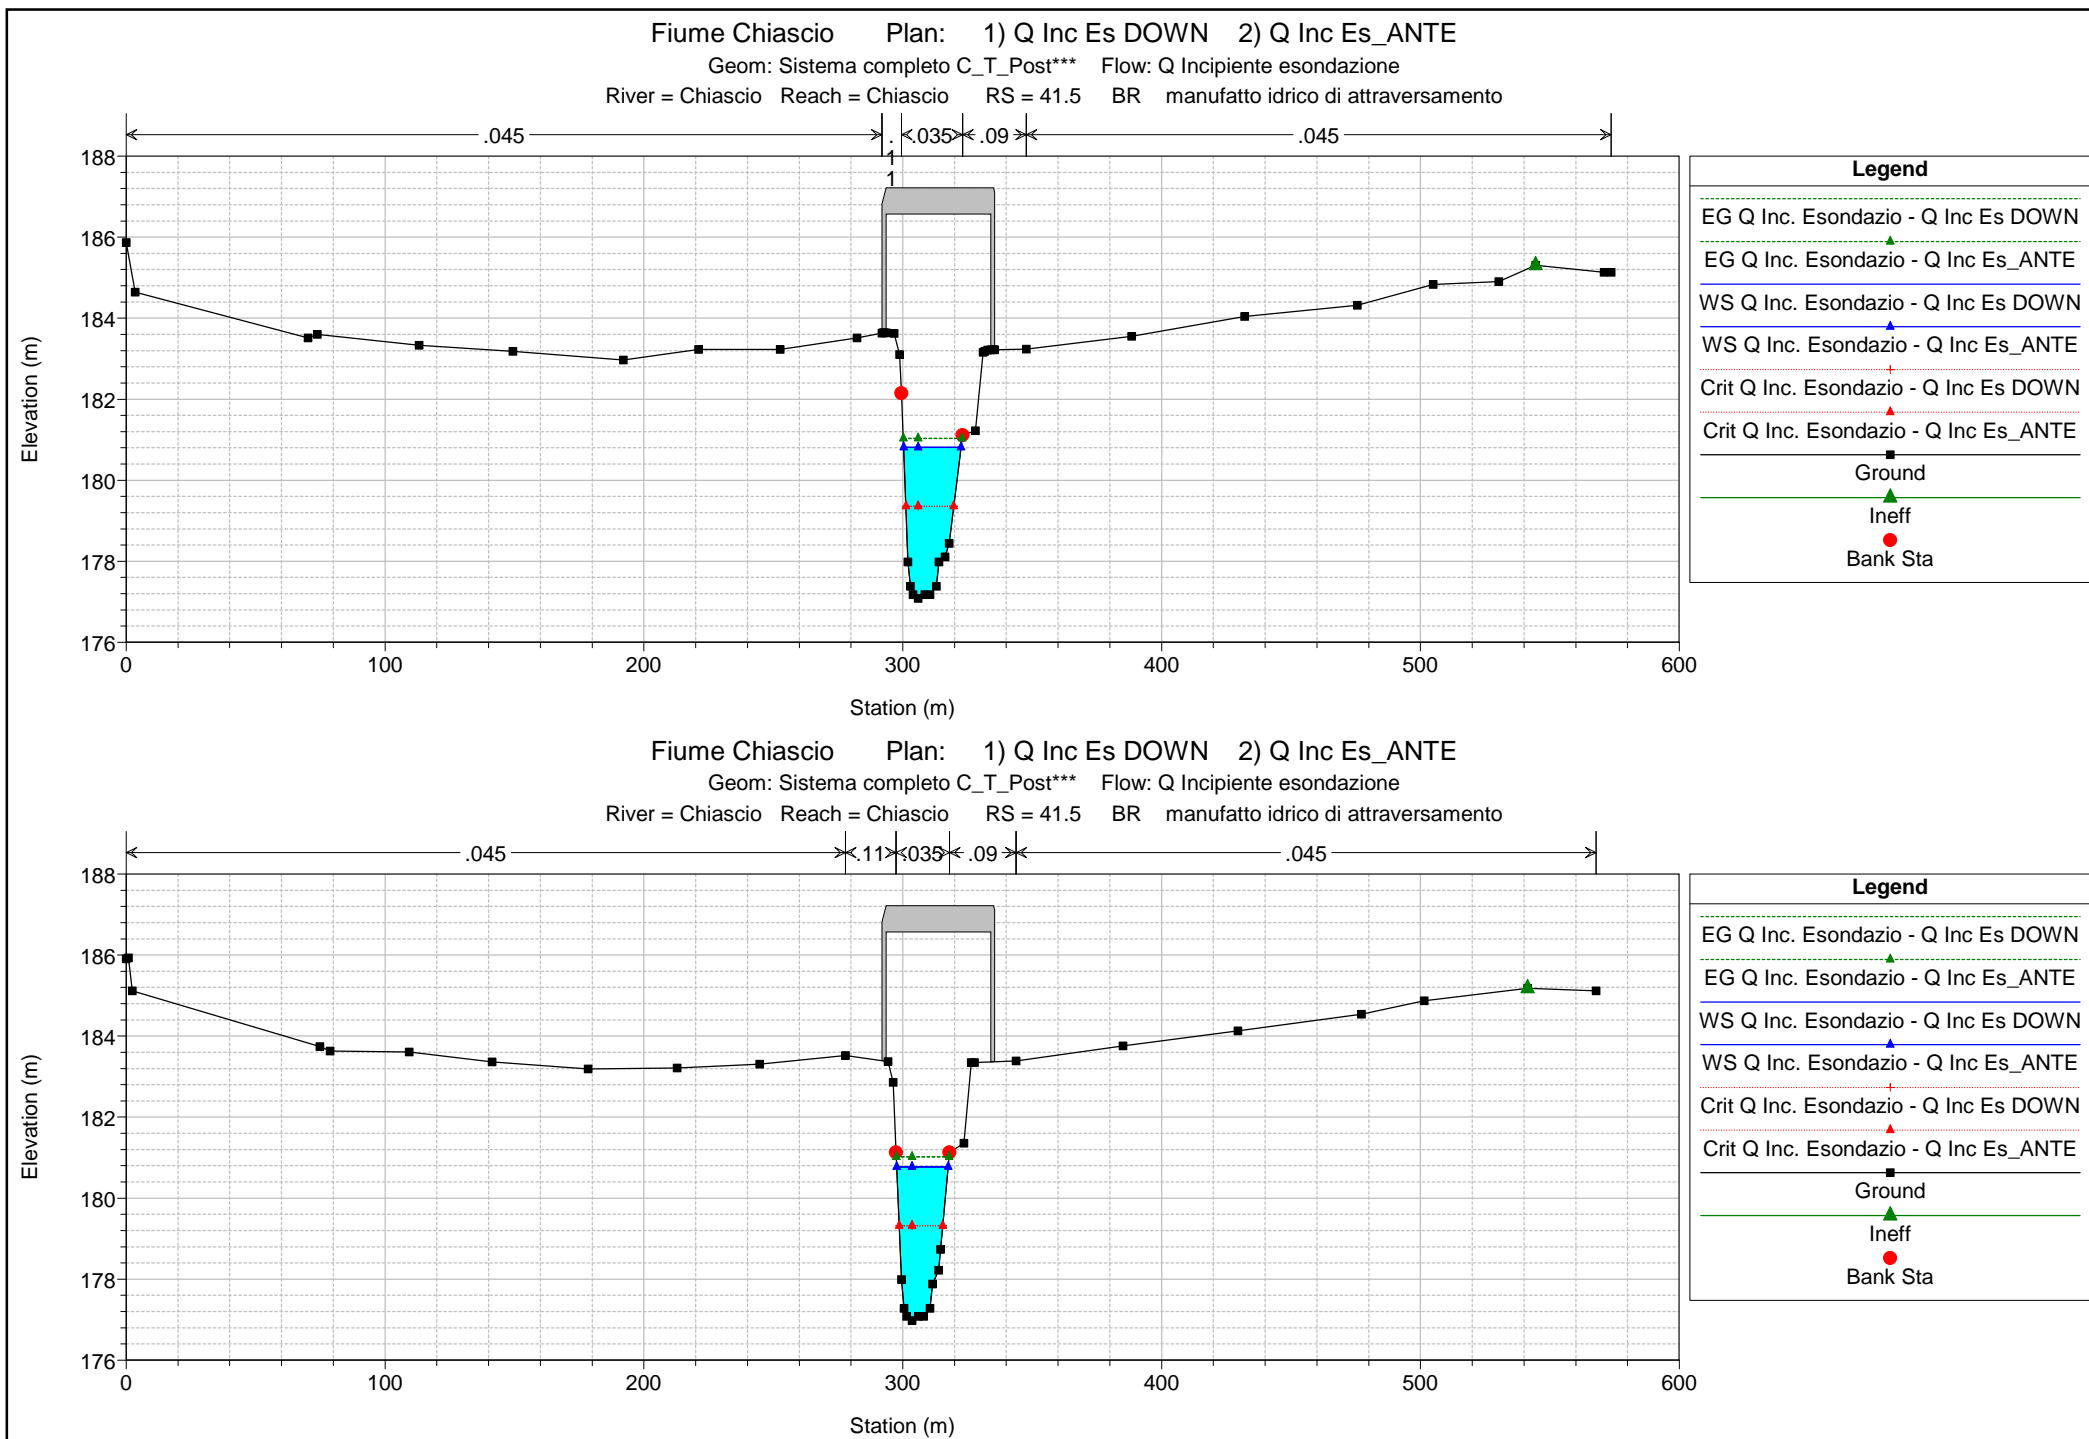 Fiume Chiascio Plan: 1) Q Inc Es DOWN 2) Q Inc Es_ANTE
Geom: Sistema completo C_T_Post*** Flow: Q Incipiente esondazione
River = Chiascio Reach = Chiascio RS = 41.5 BR manufatto idrico di attraversamento
.045 .11 .035 .09 .045
188
186
184
182
180
178
176
Elevation (m)
0 100 200 300 400 500 600
Station (m)
Legend
EG Q Inc. Esondazio - Q Inc Es DOWN
EG Q Inc. Esondazio - Q Inc Es_ANTE
WS Q Inc. Esondazio - Q Inc Es DOWN
WS Q Inc. Esondazio - Q Inc Es_ANTE
Crit Q Inc. Esondazio - Q Inc Es DOWN
Crit Q Inc. Esondazio - Q Inc Es_ANTE
Ground
Ineff
Bank Sta
Fiume Chiascio Plan: 1) Q Inc Es DOWN 2) Q Inc Es_ANTE
Geom: Sistema completo C_T_Post*** Flow: Q Incipiente esondazione
River = Chiascio Reach = Chiascio RS = 41.5 BR manufatto idrico di attraversamento
.045 .11 .035 .09 .045
188
186
184
182
180
178
176
Elevation (m)
0 100 200 300 400 500 600
Station (m)
Legend
EG Q Inc. Esondazio - Q Inc Es DOWN
EG Q Inc. Esondazio - Q Inc Es_ANTE
WS Q Inc. Esondazio - Q Inc Es DOWN
WS Q Inc. Esondazio - Q Inc Es_ANTE
Crit Q Inc. Esondazio - Q Inc Es DOWN
Crit Q Inc. Esondazio - Q Inc Es_ANTE
Ground
Ineff
Bank Sta